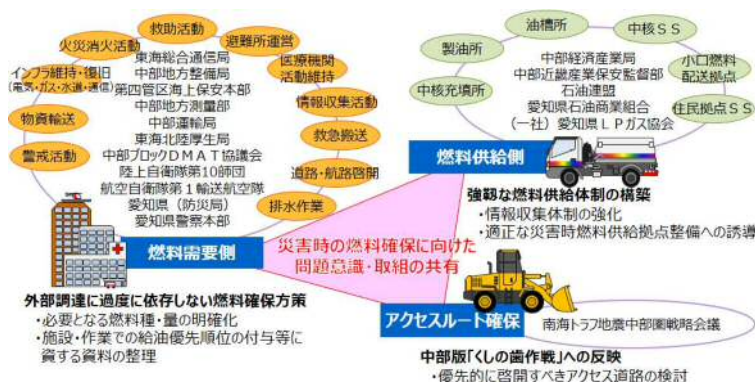 救助活動
火災消火活動
避難所運営
インフラ維持・復旧
(電気・ガス・水道・通信)
医療機関
活動維持
物資輸送
情報収集活動
警戒活動
救急搬送
道路・航路啓開
排水作業
東海総合通信局
中部地方整備局
第四管区海上保安本部
中部地方測量部
中部運輸局
東海北陸厚生局
中部ブロックDMAT協議会
陸上自衛隊第10師団
航空自衛隊第1輸送航空隊
愛知県(防災局)
愛知県警察本部
燃料需要側
外部調達に過度に依存しない燃料確保方策
・必要となる燃料種・量の明確化
・施設・作業での給油優先順位の付与等に
資する資料の整理
油槽所
中核SS
製油所
小口燃料
配送拠点
中核充填所
住民拠点SS
中部経済産業局
中部近畿産業保安監督部
石油連盟
愛知県石油商業組合
(一社)愛知県LPガス協会
燃料供給側
強靱な燃料供給体制の構築
・情報収集体制の強化
・適正な災害時燃料供給拠点整備への誘導
災害時の燃料確保に向けた
問題意識・取組の共有
アクセスルート確保
南海トラフ地震中部圏戦略会議
中部版「くしの歯作戦」への反映
・優先的に啓開すべきアクセス道路の検討